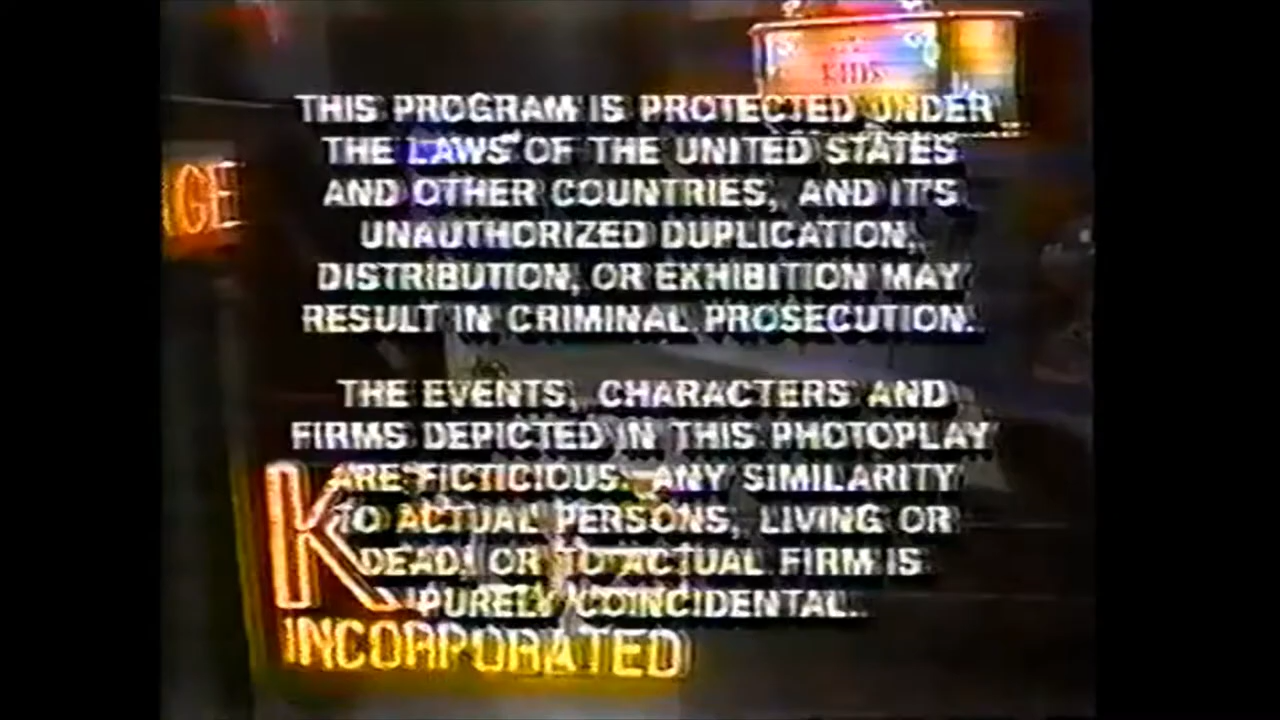 KIDS
THIS PROGRAM IS PROTECTED UNDER
THE LAWS OF THE UNITED STATES
AND OTHER COUNTRIES, AND IT'S
UNAUTHORIZED DUPLICATION,
DISTRIBUTION, OR EXHIBITION MAY
RESULT IN CRIMINAL PROSECUTION.
THE EVENTS, CHARACTERS AND
FIRMS DEPICTED IN THIS PHOTOPLAY
ARE FICTICIOUS. ANY SIMILARITY
TO ACTUAL PERSONS, LIVING OR
DEAD, OR TO ACTUAL FIRM IS
PURELY COINCIDENTAL.
K
INCORPORATED